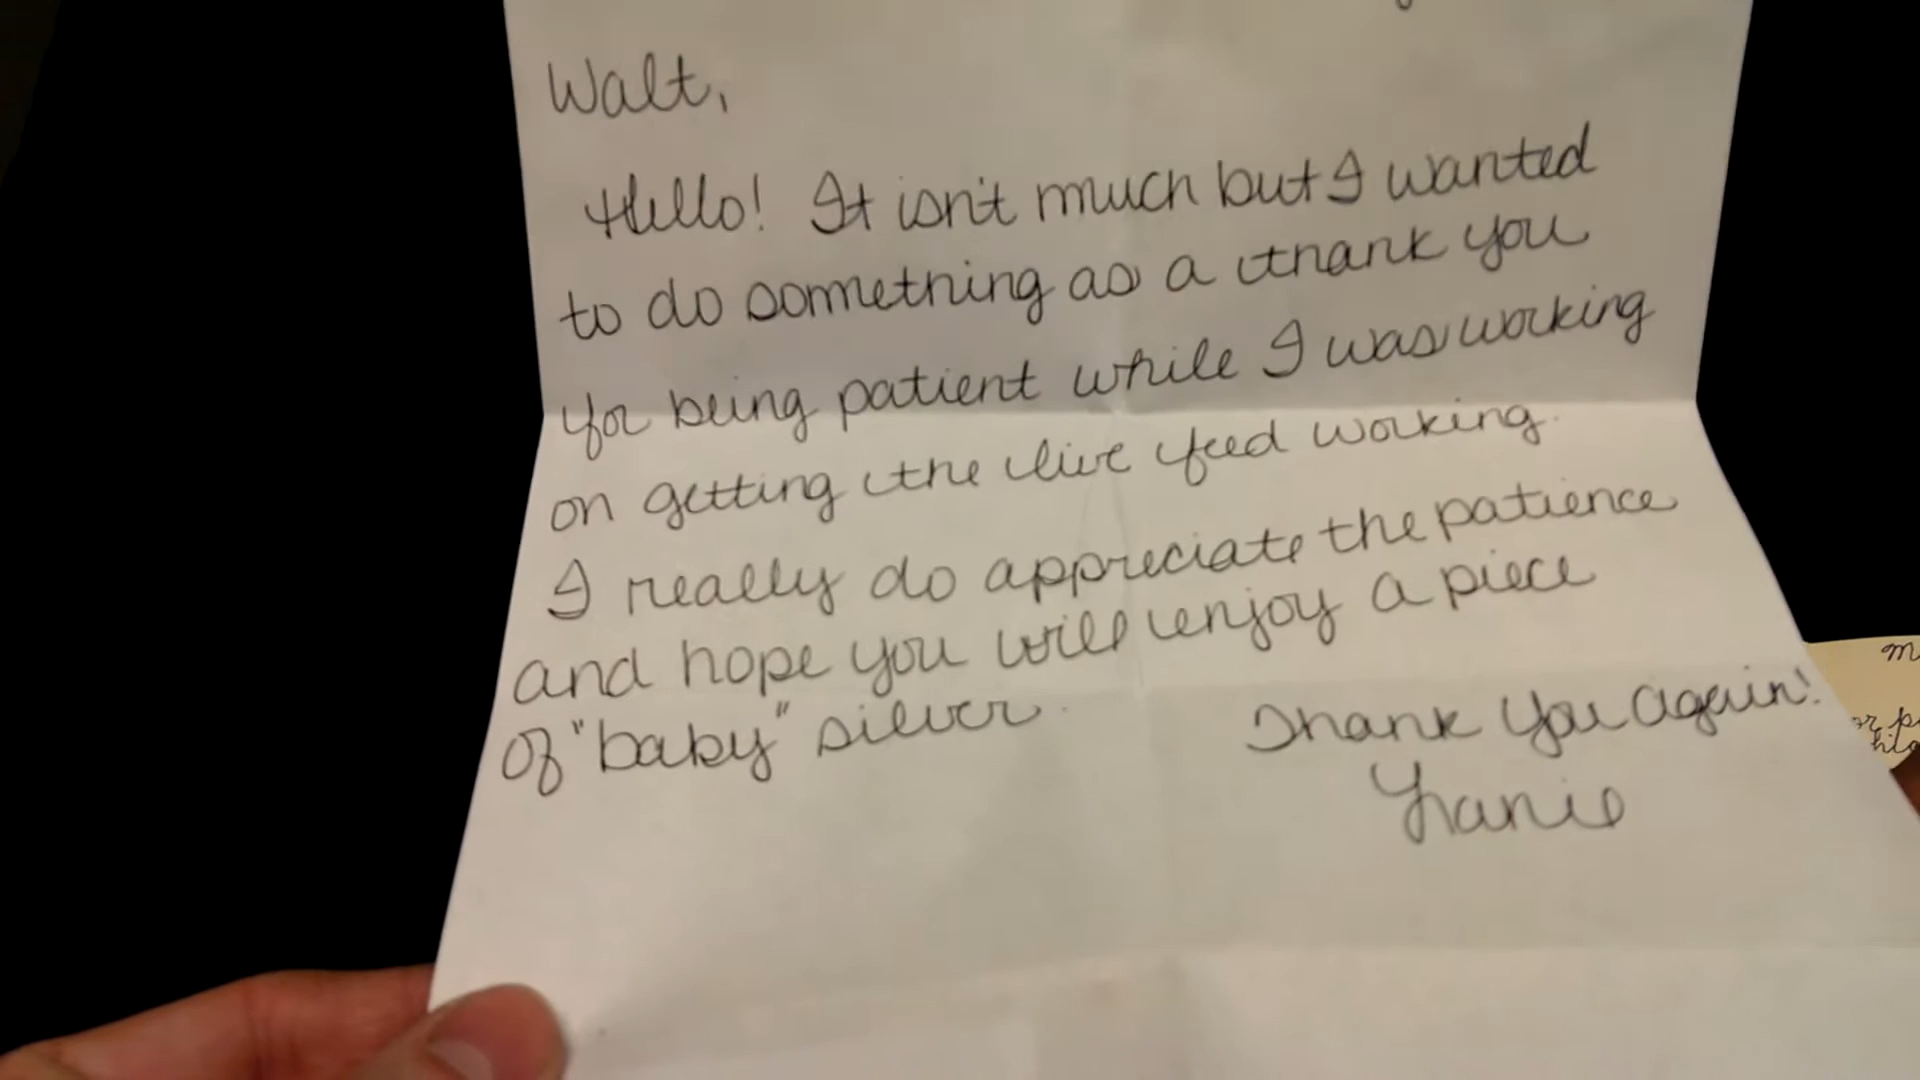 Walt,
Hello! It isn't much but I wanted
to do something as a thank you
for being patient while I was working
on getting the live feed working.
I really do appreciate the patience
and hope you will enjoy a piece
of "baby" silver.
Thank You again!